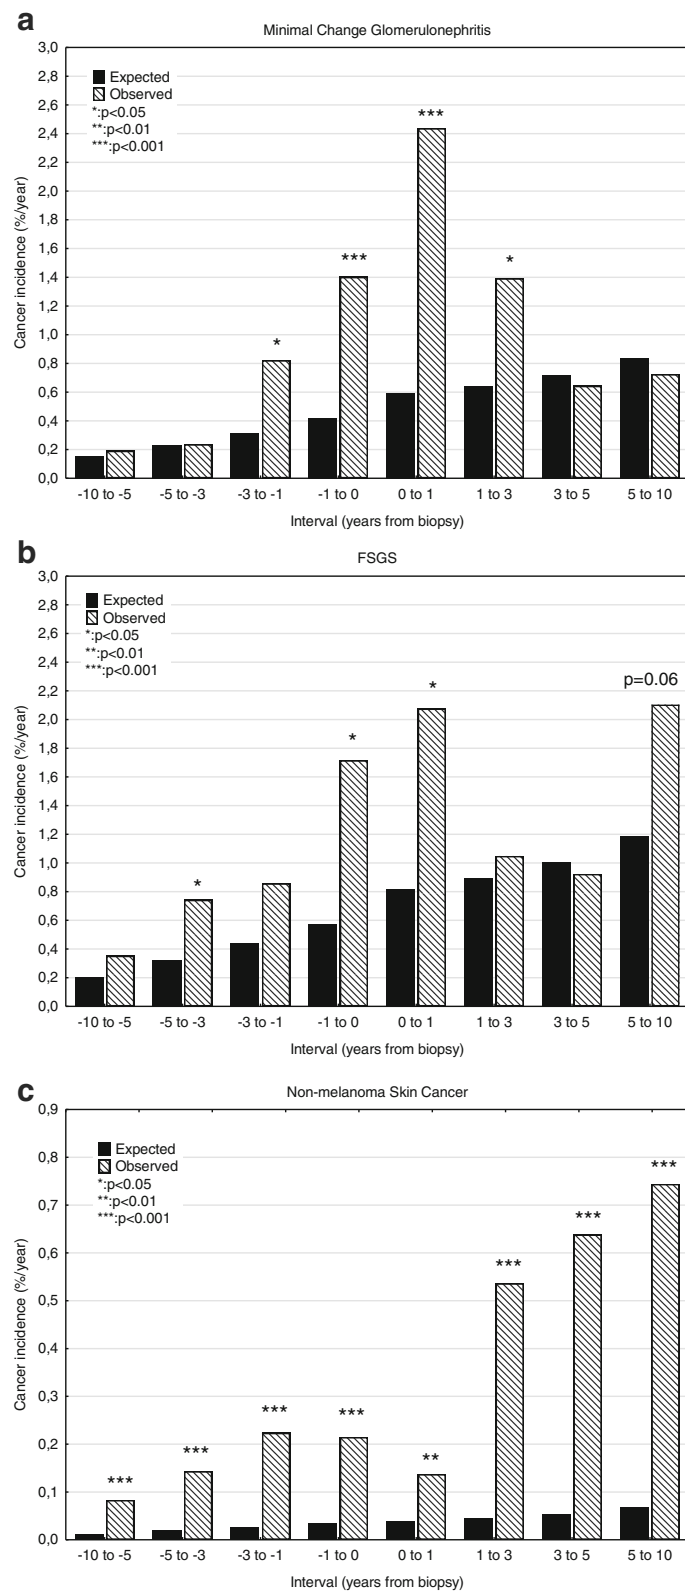 a
Minimal Change Glomerulonephritis
3,0
2,8
2,6
2,4
2,2
2,0
1,8
1,6
1,4
1,2
1,0
0,8
0,6
0,4
0,2
0,0
Cancer incidence (%/year)
Expected
Observed
*:p<0.05
**:p<0.01
***:p<0.001
*
***
***
*
-10 to -5 -5 to -3 -3 to -1 -1 to 0 0 to 1 1 to 3 3 to 5 5 to 10
Interval (years from biopsy)
b
FSGS
3,0
2,8
2,6
2,4
2,2
2,0
1,8
1,6
1,4
1,2
1,0
0,8
0,6
0,4
0,2
0,0
Cancer incidence (%/year)
Expected
Observed
*:p<0.05
**:p<0.01
***:p<0.001
*
*
*
p=0.06
-10 to -5 -5 to -3 -3 to -1 -1 to 0 0 to 1 1 to 3 3 to 5 5 to 10
Interval (years from biopsy)
c
Non-melanoma Skin Cancer
0,9
0,8
0,7
0,6
0,5
0,4
0,3
0,2
0,1
0,0
Cancer incidence (%/year)
Expected
Observed
*:p<0.05
**:p<0.01
***:p<0.001
***
***
***
***
**
***
***
***
-10 to -5 -5 to -3 -3 to -1 -1 to 0 0 to 1 1 to 3 3 to 5 5 to 10
Interval (years from biopsy)